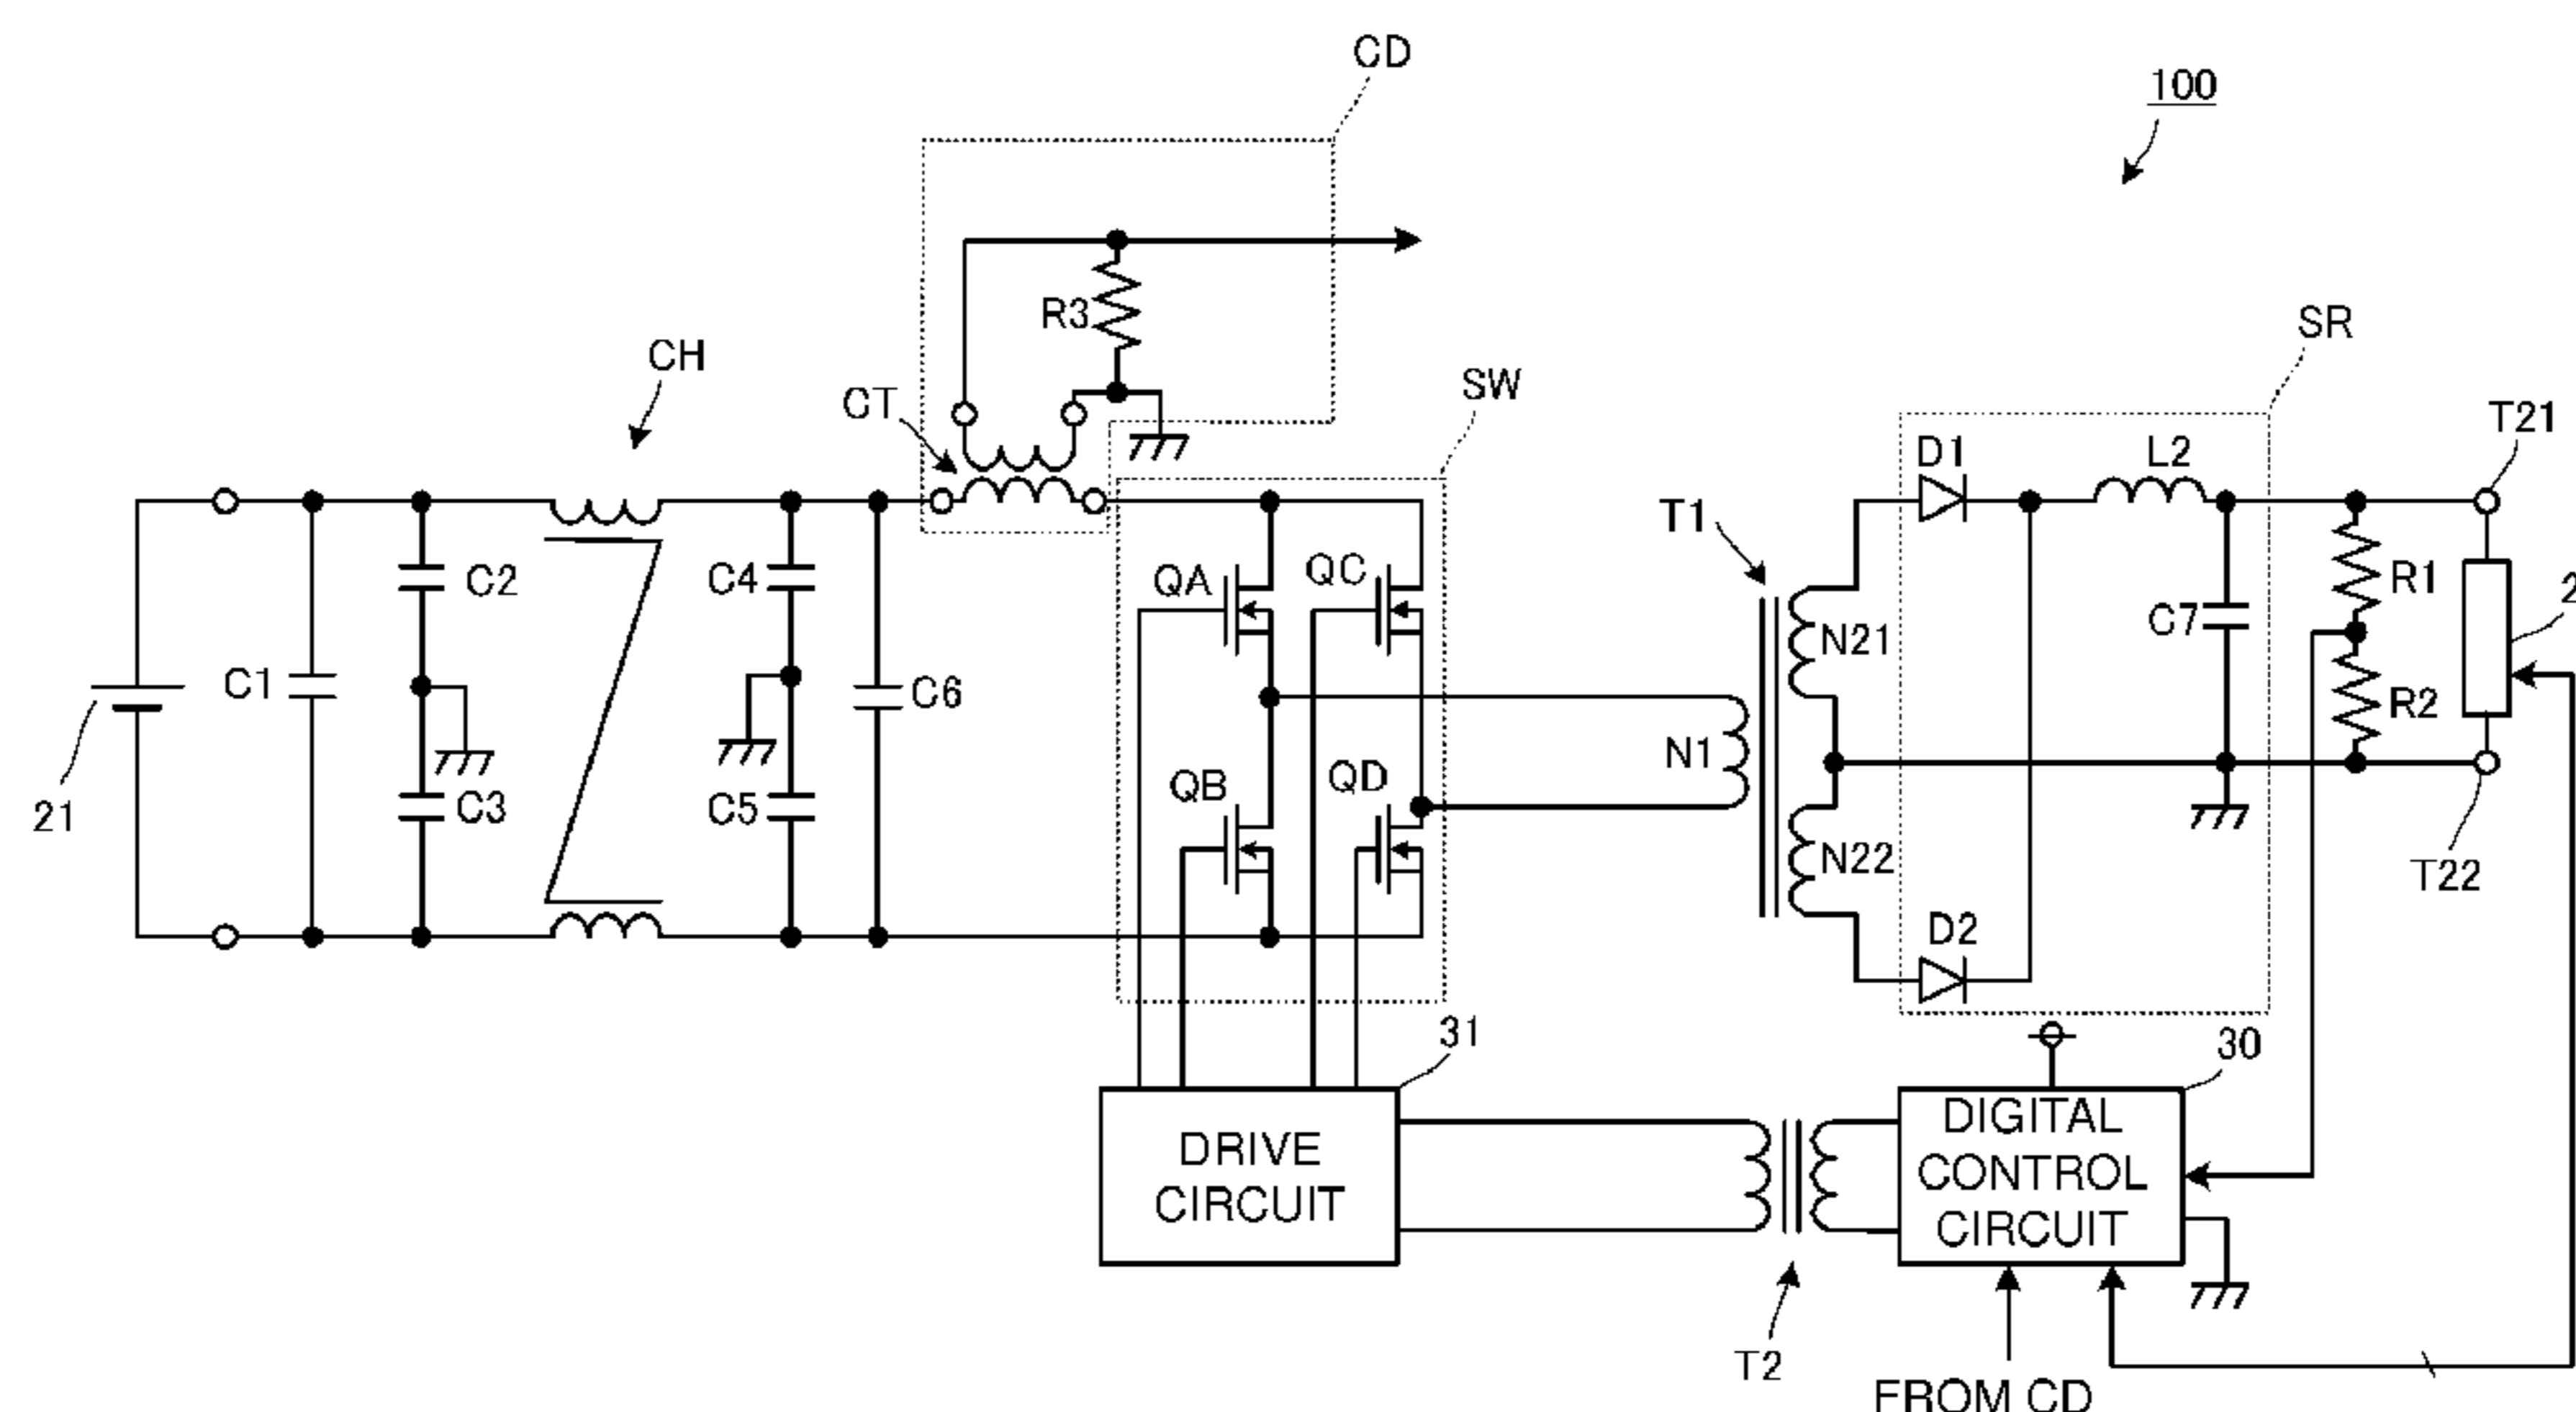 CD
100
R3
CH
SR
CT
SW
T21
D1
L2
T1
QA
QC
C2
C4
R1
C7
N21
C1
C6
R2
N1
QB
QD
21
C3
C5
N22
T22
D2
31
30
DIGITAL
CONTROL
CIRCUIT
DRIVE
CIRCUIT
T2
FROM CD